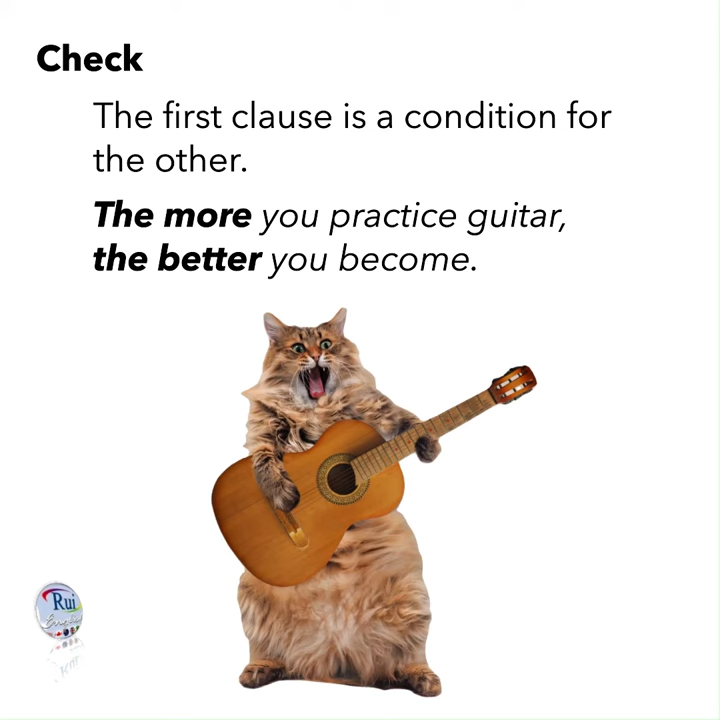 Check
The first clause is a condition for
the other.
The more you practice guitar,
the better you become.
Rui